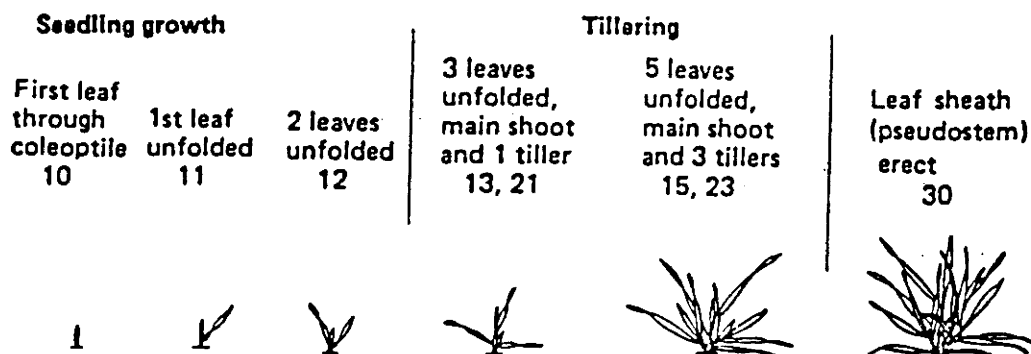 Seedling growth
Tillering
First leaf
through
coleoptile
10
1st leaf
unfolded
11
2 leaves
unfolded
12
3 leaves
unfolded,
main shoot
and 1 tiller
13, 21
5 leaves
unfolded,
main shoot
and 3 tillers
15, 23
Leaf sheath
(pseudostem)
erect
30